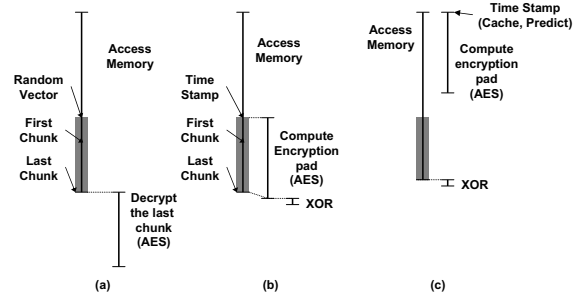 Access
Memory
Random
Vector
First
Chunk
Last
Chunk
Decrypt
the last
chunk
(AES)
(a)
Access
Memory
Time
Stamp
First
Chunk
Last
Chunk
Compute
Encryption
pad
(AES)
XOR
(b)
Time Stamp
(Cache, Predict)
Access
Memory
Compute
encryption
pad
(AES)
XOR
(c)